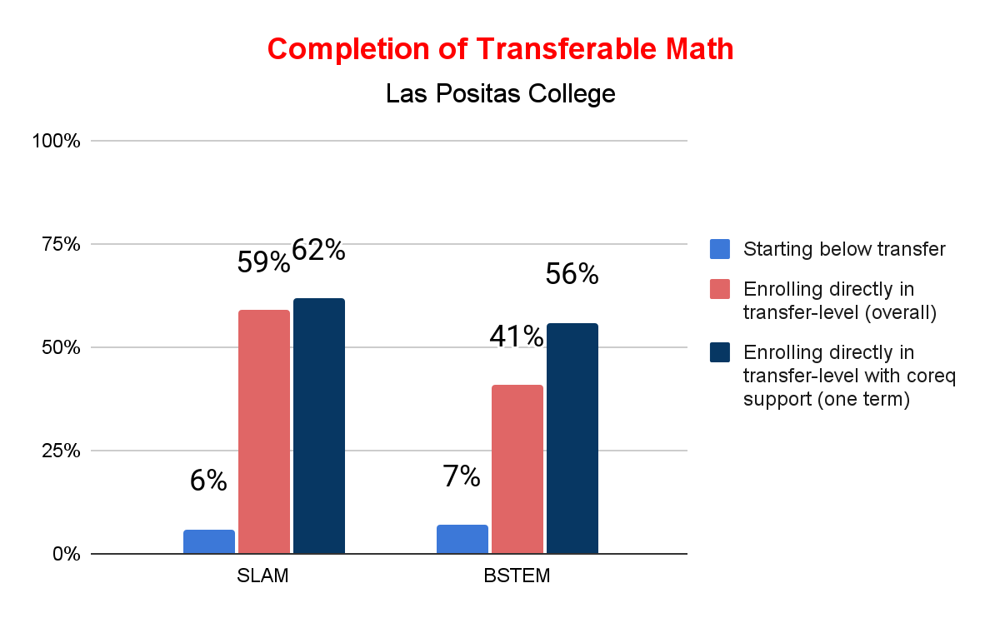 Completion of Transferable Math
Las Positas College
100%
75%
50%
25%
0%
6%
59%
62%
7%
41%
56%
SLAM
BSTEM
Starting below transfer
Enrolling directly in
transfer-level (overall)
Enrolling directly in
transfer-level with coreq
support (one term)